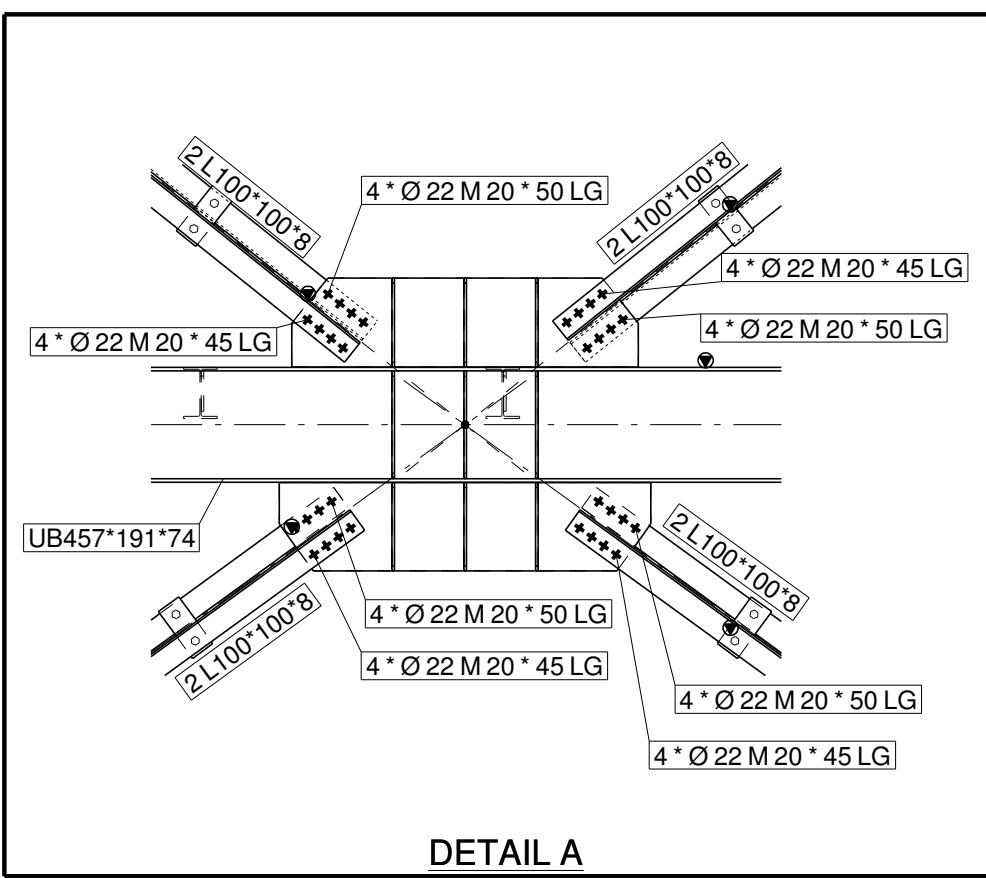 2 L100*100*8
2 L100*100*8
4 * Ø 22 M 20 * 50 LG
4 * Ø 22 M 20 * 45 LG
4 * Ø 22 M 20 * 45 LG
4 * Ø 22 M 20 * 50 LG
UB457*191*74
2 L100*100*8
2 L100*100*8
4 * Ø 22 M 20 * 50 LG
4 * Ø 22 M 20 * 45 LG
4 * Ø 22 M 20 * 50 LG
4 * Ø 22 M 20 * 45 LG
DETAIL A